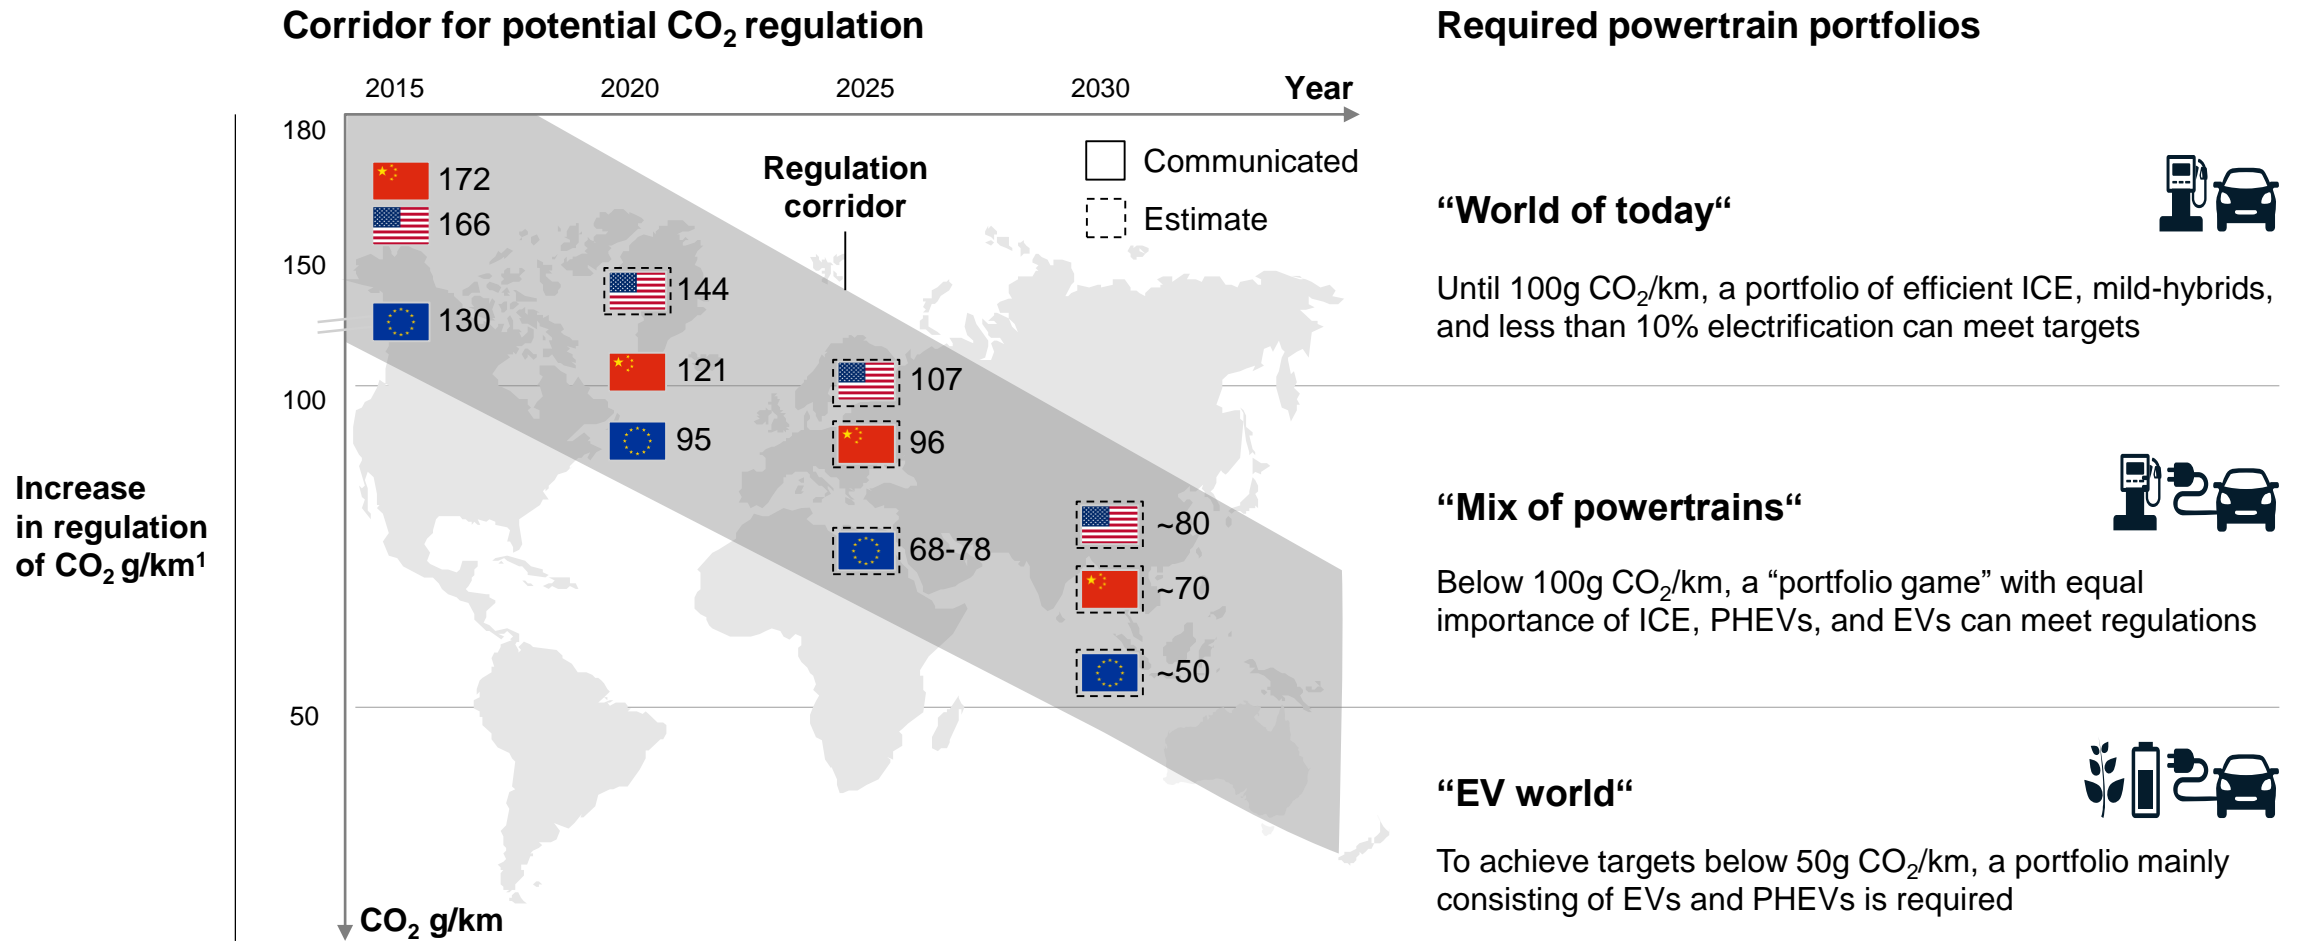 Corridor for potential CO2 regulation
Required powertrain portfolios
2015
2020
2025
2030
Year
180
150
100
50
Increase
in regulation
of CO2 g/km1
172
166
130
144
121
95
Regulation
corridor
Communicated
Estimate
107
96
68-78
~80
~70
~50
CO2 g/km
“World of today“
Until 100g CO2/km, a portfolio of efficient ICE, mild-hybrids,
and less than 10% electrification can meet targets
“Mix of powertrains“
Below 100g CO2/km, a “portfolio game” with equal
importance of ICE, PHEVs, and EVs can meet regulations
“EV world“
To achieve targets below 50g CO2/km, a portfolio mainly
consisting of EVs and PHEVs is required